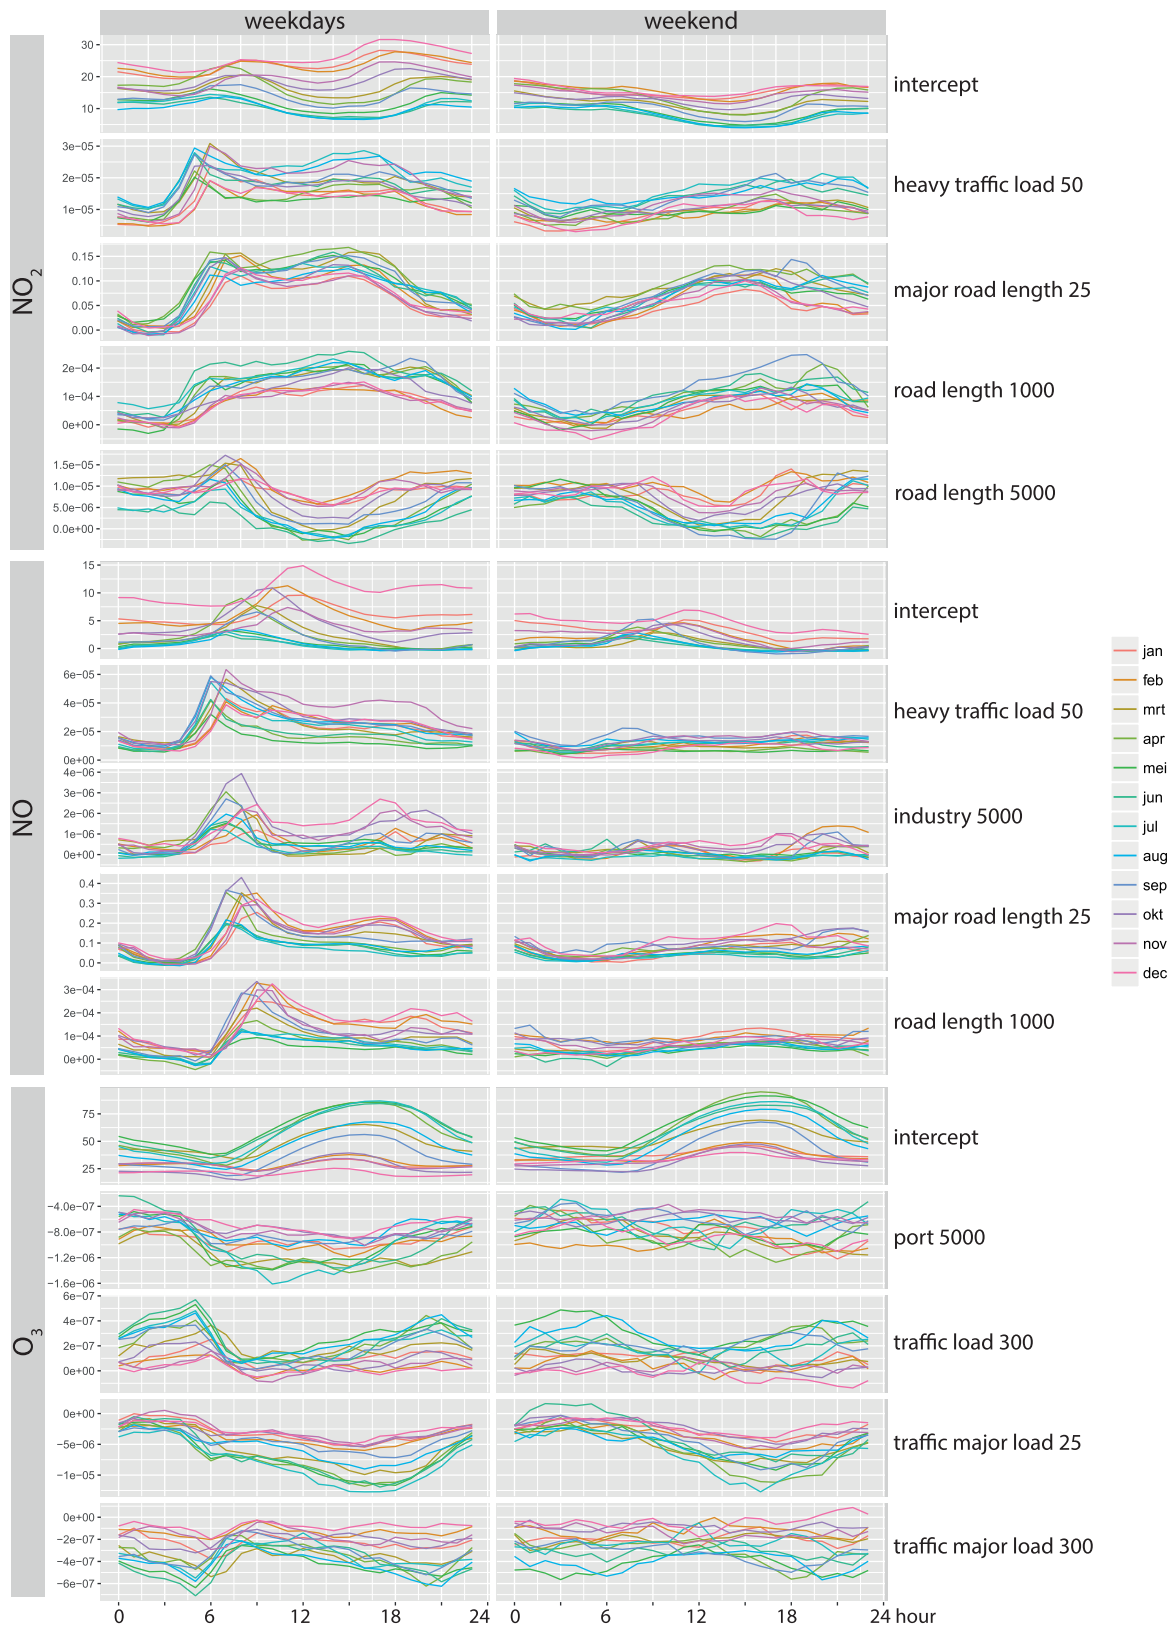 weekdays weekend
NO2
30
20
10
intercept
3e−05
2e−05
1e−05
heavy traffic load 50
0.15
0.10
0.05
0.00
major road length 25
2e−04
1e−04
0e+00
road length 1000
1.5e−05
1.0e−05
5.0e−06
0.0e+00
road length 5000
NO
15
10
5
0
intercept
6e−05
4e−05
2e−05
0e+00
heavy traffic load 50
4e−06
3e−06
2e−06
1e−06
0e+00
industry 5000
0.4
0.3
0.2
0.1
0.0
major road length 25
3e−04
2e−04
1e−04
0e+00
road length 1000
O3
75
50
25
intercept
−4.0e−07
−8.0e−07
−1.2e−06
−1.6e−06
port 5000
6e−07
4e−07
2e−07
0e+00
traffic load 300
0e+00
−5e−06
−1e−05
traffic major load 25
0e+00
−2e−07
−4e−07
−6e−07
traffic major load 300
0 6 12 18 24 0 6 12 18 24 hour
jan
feb
mrt
apr
mei
jun
jul
aug
sep
okt
nov
dec